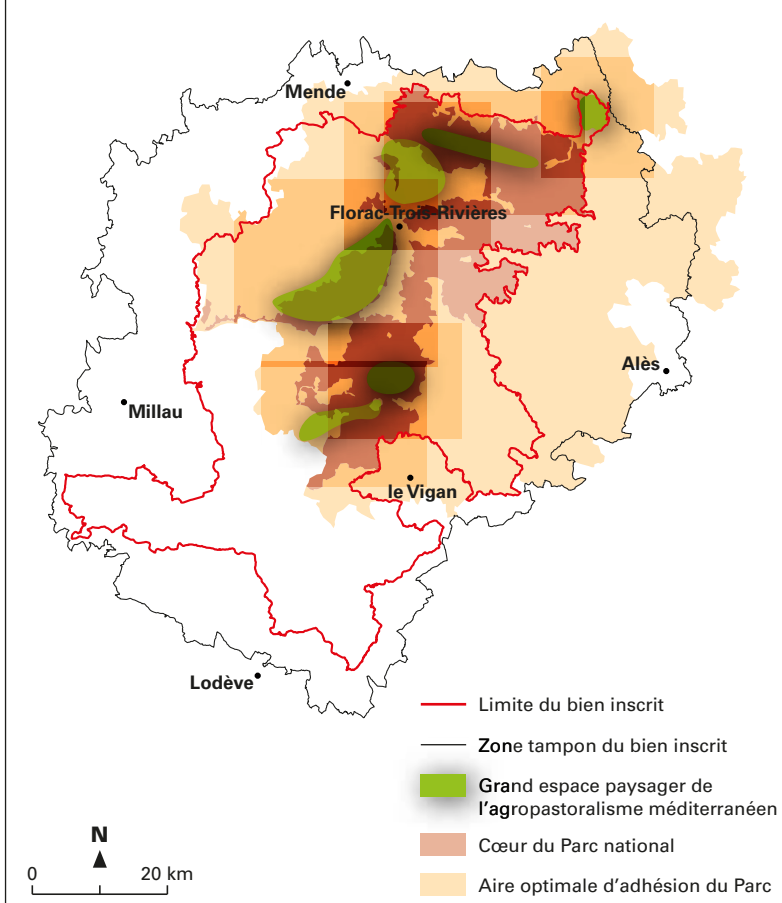 Mende
Florac-Trois-Rivières
Alès
Millau
le Vigan
Lodève
Limite du bien inscrit
Zone tampon du bien inscrit
Grand espace paysager de
l'agropastoralisme méditerranéen
Cœur du Parc national
Aire optimale d'adhésion du Parc
N
0 20 km